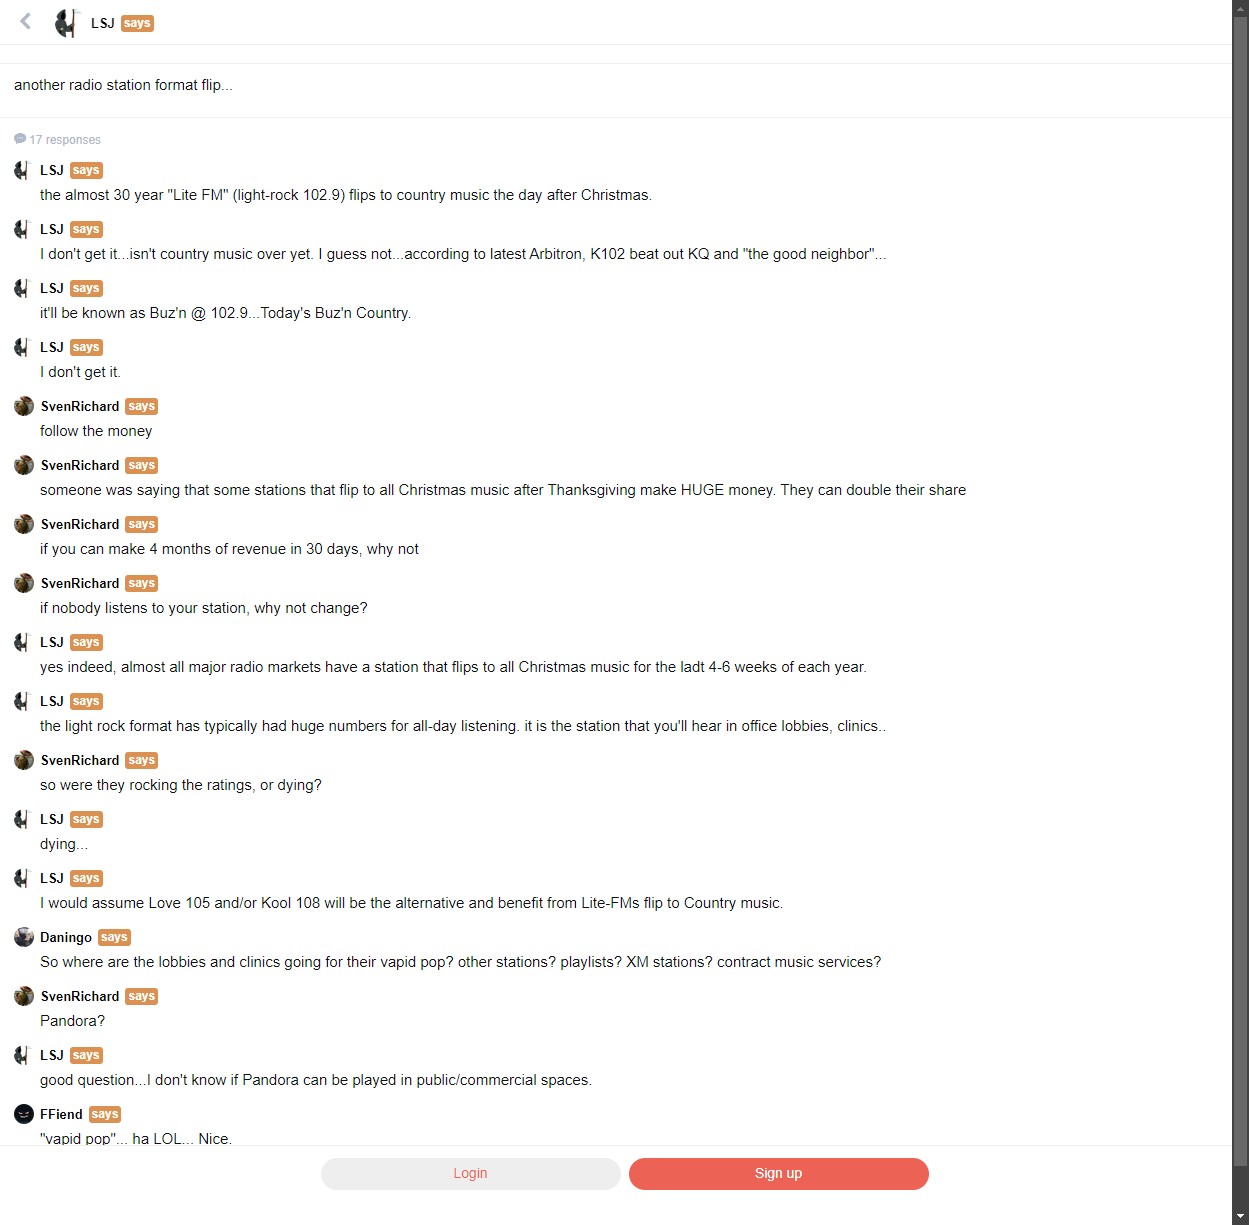 LSJ says
another radio station format flip...
17 responses
LSJ says
the almost 30 year "Lite FM" (light-rock 102.9) flips to country music the day after Christmas.
LSJ says
I don't get it...isn't country music over yet. I guess not...according to latest Arbitron, K102 beat out KQ and "the good neighbor"...
LSJ says
it'll be known as Buz'n @ 102.9...Today's Buz'n Country.
LSJ says
I don't get it.
SvenRichard says
follow the money
SvenRichard says
someone was saying that some stations that flip to all Christmas music after Thanksgiving make HUGE money. They can double their share
SvenRichard says
if you can make 4 months of revenue in 30 days, why not
SvenRichard says
if nobody listens to your station, why not change?
LSJ says
yes indeed, almost all major radio markets have a station that flips to all Christmas music for the ladt 4-6 weeks of each year.
LSJ says
the light rock format has typically had huge numbers for all-day listening. it is the station that you'll hear in office lobbies, clinics..
SvenRichard says
so were they rocking the ratings, or dying?
LSJ says
dying...
LSJ says
I would assume Love 105 and/or Kool 108 will be the alternative and benefit from Lite-FMs flip to Country music.
Daningo says
So where are the lobbies and clinics going for their vapid pop? other stations? playlists? XM stations? contract music services?
SvenRichard says
Pandora?
LSJ says
good question...I don't know if Pandora can be played in public/commercial spaces.
FFiend says
"vapid pop"... ha LOL... Nice.
Login
Sign up